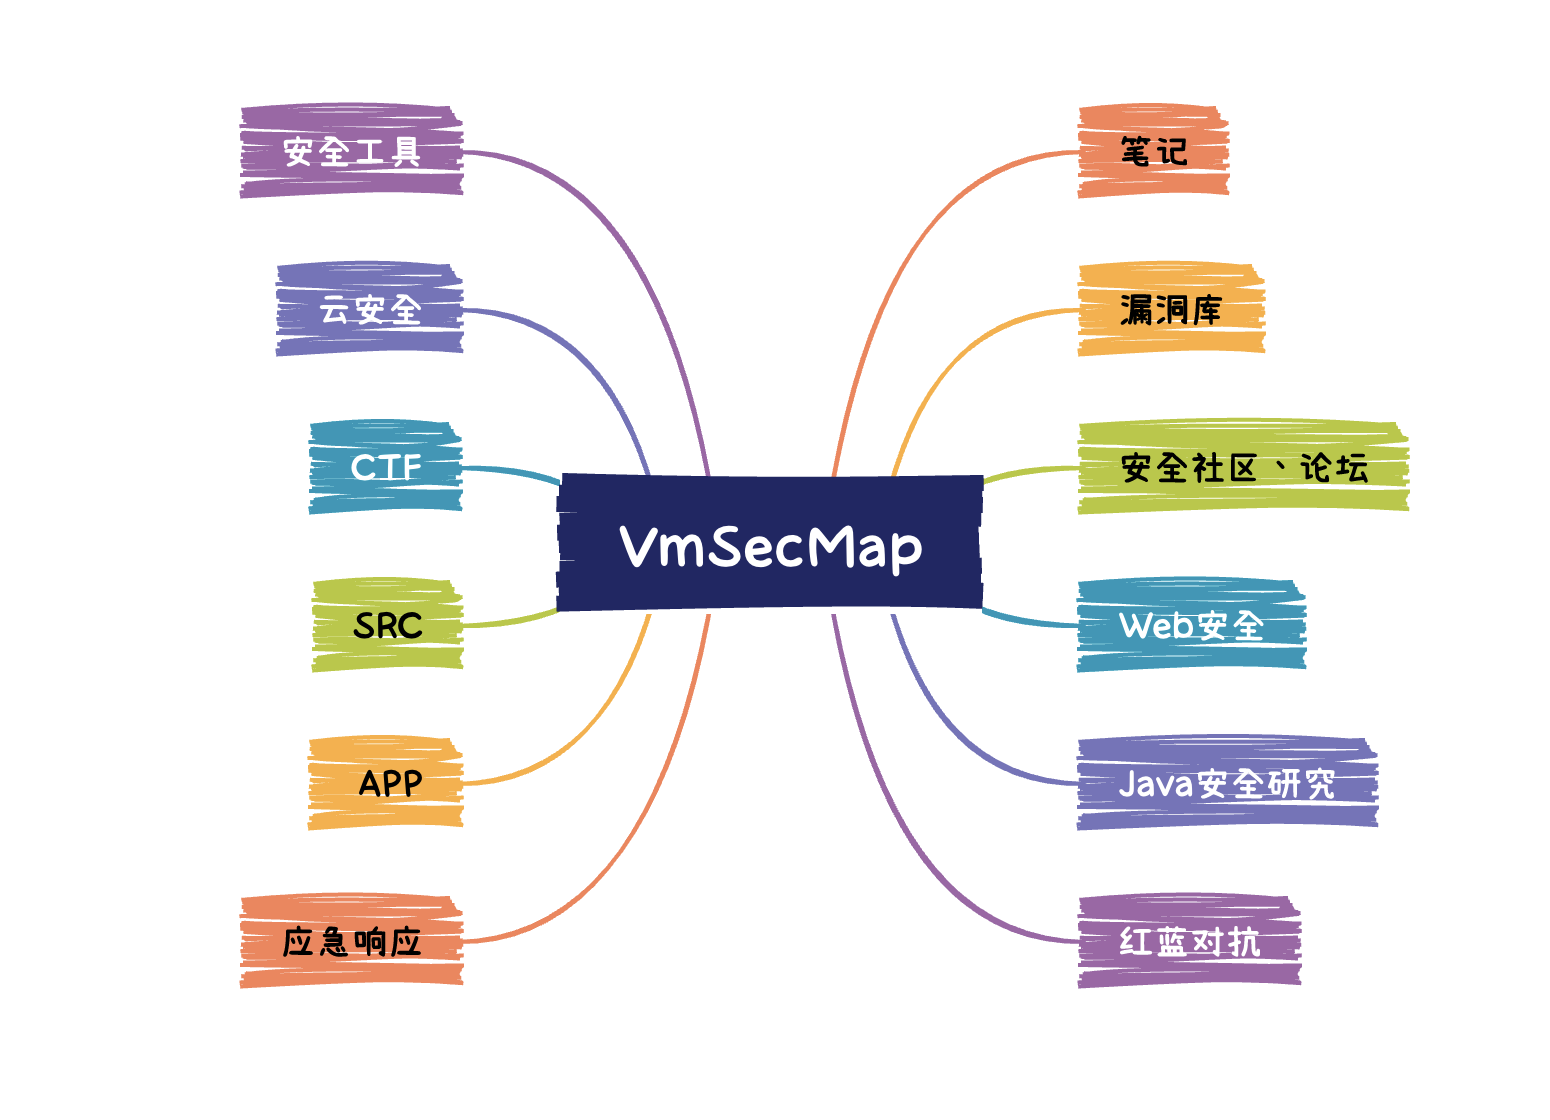 安全工具
云安全
CTF
SRC
APP
应急响应
VmSecMap
笔记
漏洞库
安全社区、论坛
Web安全
Java安全研究
红蓝对抗